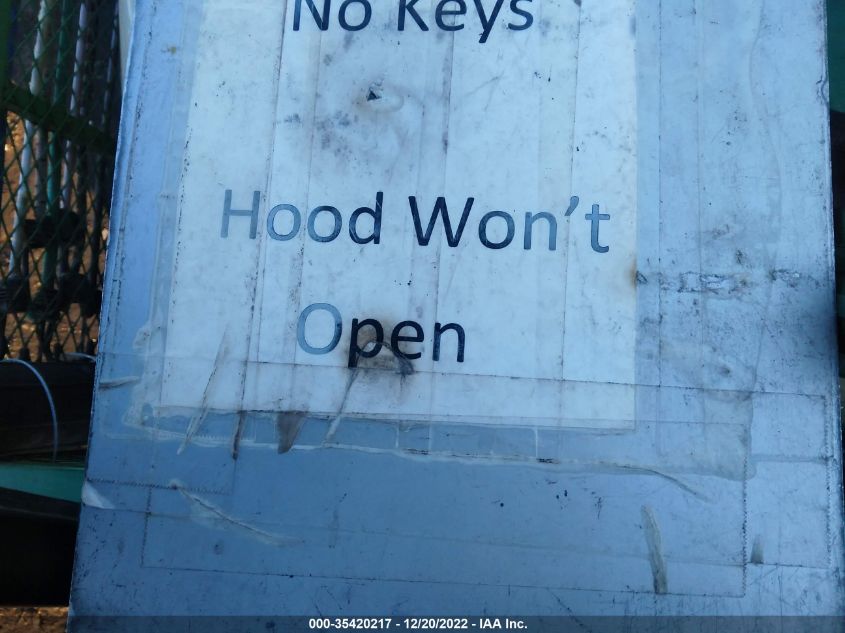 No Keys
Hood Won't
Open
000-35420217 - 12/20/2022 - IAA Inc.